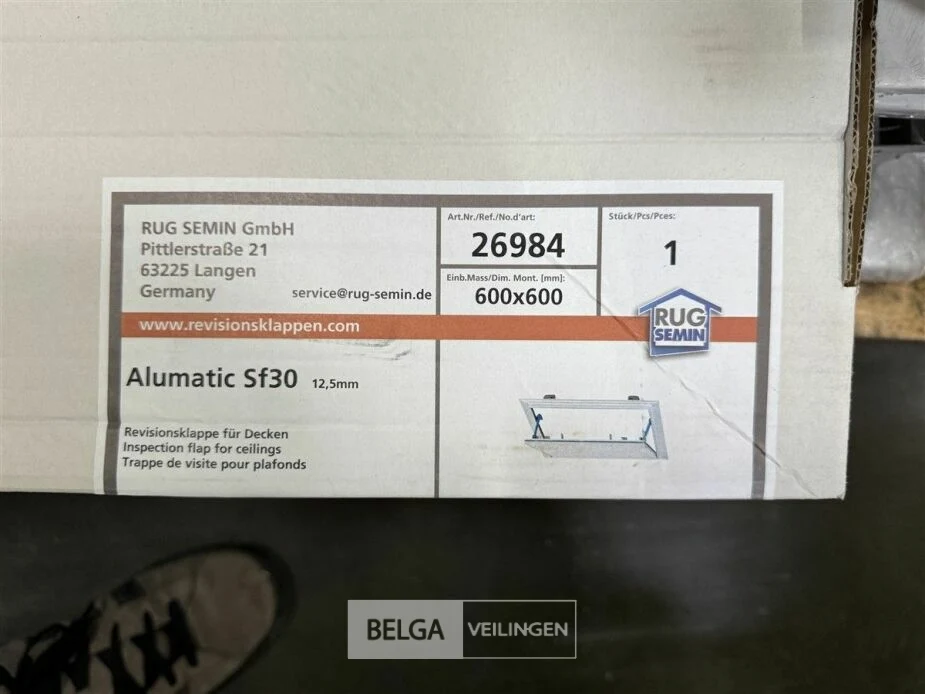 RUG SEMIN GmbH
Pittlerstraße 21
63225 Langen
Germany
service@rug-semin.de
Art.Nr./Ref./No.d'art:
26984
Einb.Mass/Dim. Mont. [mm]:
600x600
Stück/Pcs/Pces:
1
www.revisionsklappen.com
RUG
SEMIN
Alumatic Sf30 12,5mm
Revisionsklappe für Decken
Inspection flap for ceilings
Trappe de visite pour plafonds
BELGA VEILINGEN